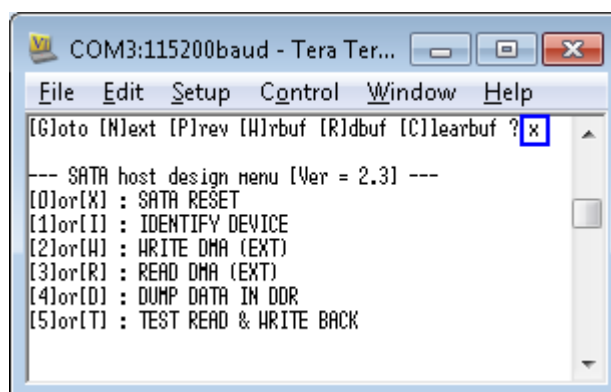 COM3:115200baud - Tera Ter...
File Edit Setup Control Window Help
[G]oto [N]ext [P]rev [W]rbuf [R]dbuf [C]learbuf ? x
--- SATA host design menu [Ver = 2.3] ---
[0]or[X] : SATA RESET
[1]or[I] : IDENTIFY DEVICE
[2]or[W] : WRITE DMA (EXT)
[3]or[R] : READ DMA (EXT)
[4]or[D] : DUMP DATA IN DDR
[5]or[T] : TEST READ & WRITE BACK